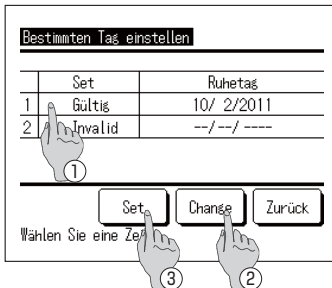 Bestimmten Tag einstellen
Set Ruhetag
1 Gültig 10/ 2/2011
2 Invalid --/--/ ----
①
Set Change Zurück
Wählen Sie eine
③ ②